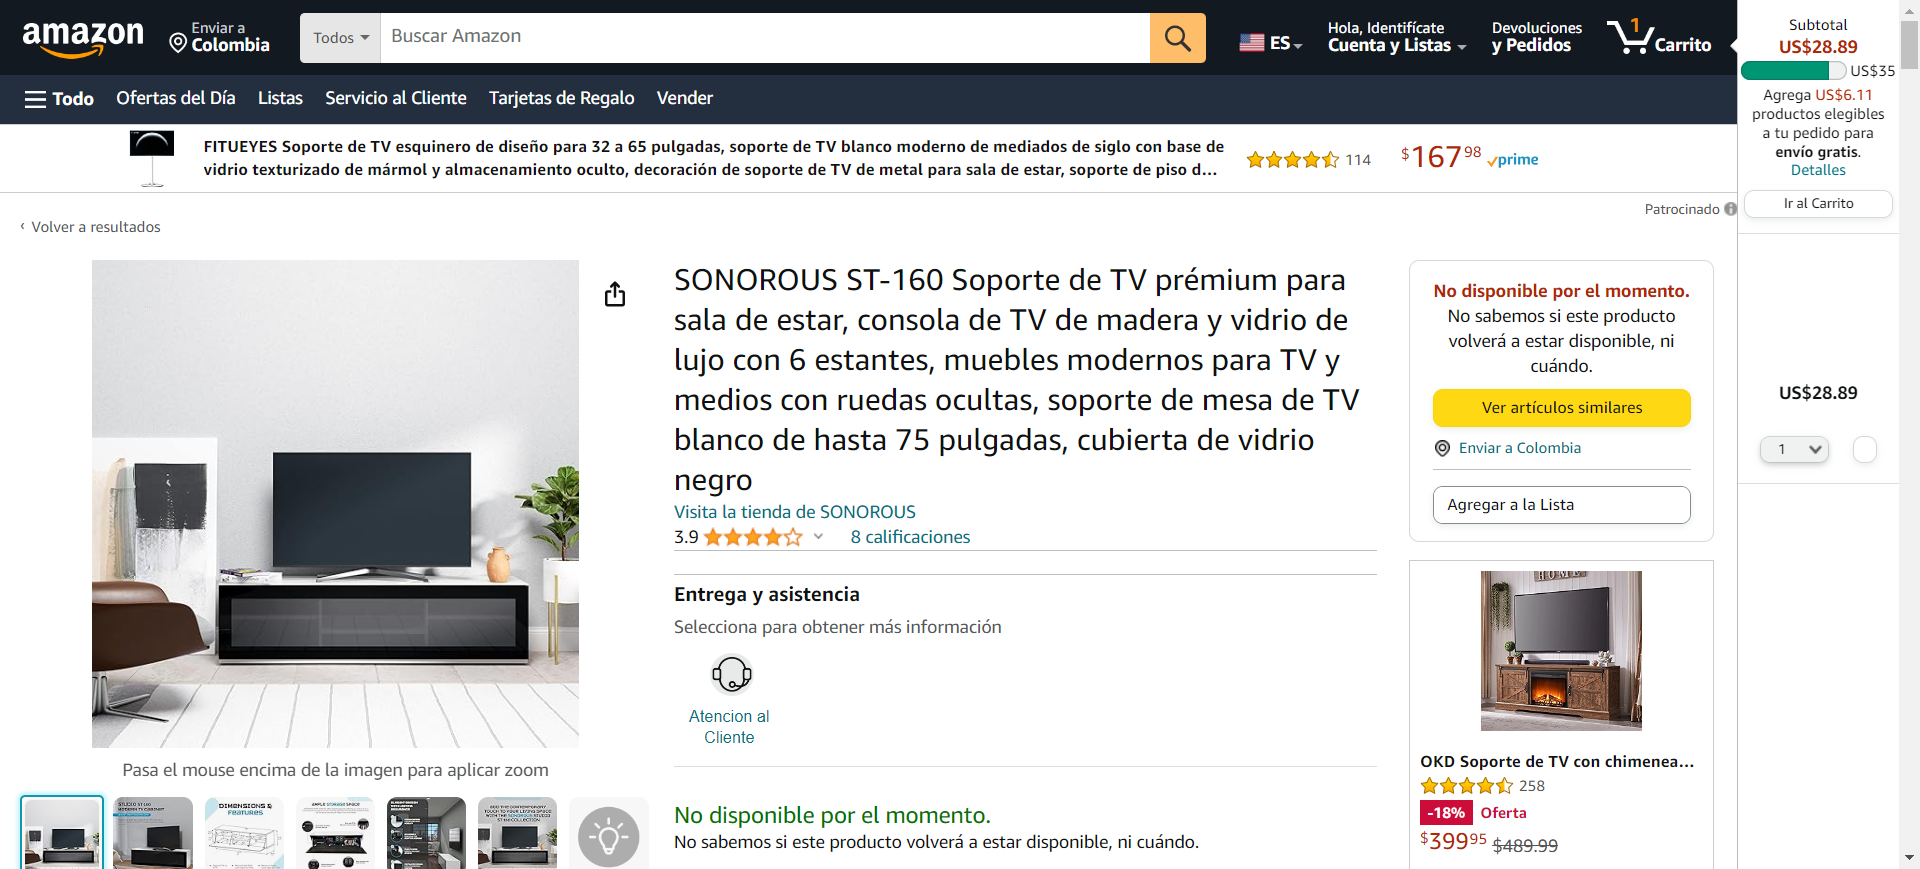 amazon
Enviar a
Colombia
Todos
Buscar Amazon
ES
Hola, Identifícate
Cuenta y Listas
Devoluciones
y Pedidos
1
Carrito
Todo
Ofertas del Día
Listas
Servicio al Cliente
Tarjetas de Regalo
Vender
Subtotal
US$28.89
US$35
Agrega US$6.11
productos elegibles
a tu pedido para
envío gratis.
Detalles
Ir al Carrito
US$28.89
1
FITUEYES Soporte de TV esquinero de diseño para 32 a 65 pulgadas, soporte de TV blanco moderno de mediados de siglo con base de
vidrio texturizado de mármol y almacenamiento oculto, decoración de soporte de TV de metal para sala de estar, soporte de piso d...
114
$167 98
prime
Patrocinado
‹ Volver a resultados
Pasa el mouse encima de la imagen para aplicar zoom
DIMENSIONS &
FEATURES
SONOROUS ST-160 Soporte de TV prémium para
sala de estar, consola de TV de madera y vidrio de
lujo con 6 estantes, muebles modernos para TV y
medios con ruedas ocultas, soporte de mesa de TV
blanco de hasta 75 pulgadas, cubierta de vidrio
negro
Visita la tienda de SONOROUS
3.9
8 calificaciones
Entrega y asistencia
Selecciona para obtener más información
Atencion al
Cliente
No disponible por el momento.
No sabemos si este producto volverá a estar disponible, ni cuándo.
No disponible por el momento.
No sabemos si este producto
volverá a estar disponible, ni
cuándo.
Ver artículos similares
Enviar a Colombia
Agregar a la Lista
HOME
OKD Soporte de TV con chimenea...
258
-18%
Oferta
$399 95 $489.99